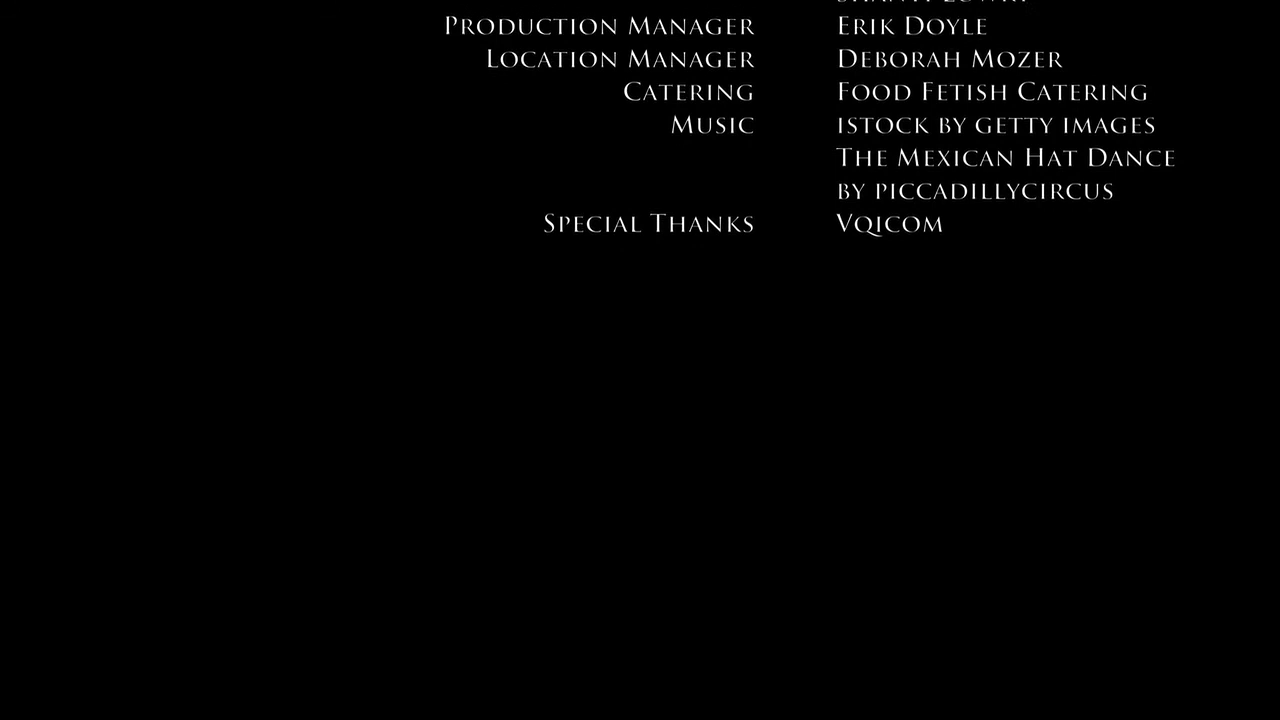 Production Manager Erik Doyle
Location Manager Deborah Mozer
Catering Food Fetish Catering
Music istock by getty images
The Mexican Hat Dance
by piccadillycircus
Special Thanks Vqicom